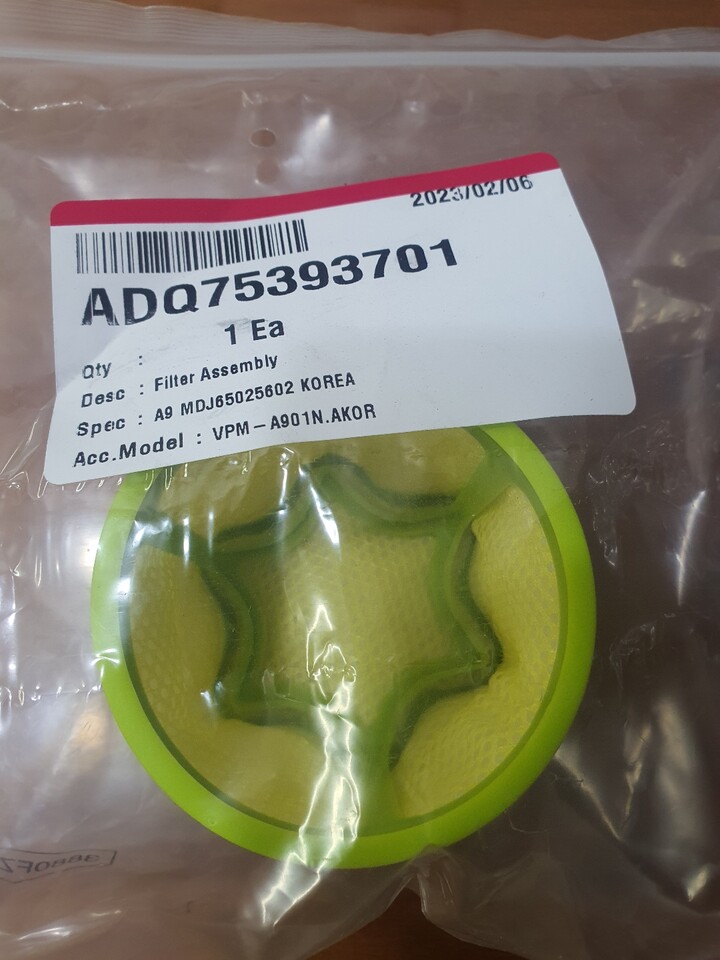 2023/02/06
ADQ75393701
1 Ea
Qty :
Desc : Filter Assembly
Spec : A9 MDJ65025602 KOREA
Acc.Model : VPM-A901N.AKOR